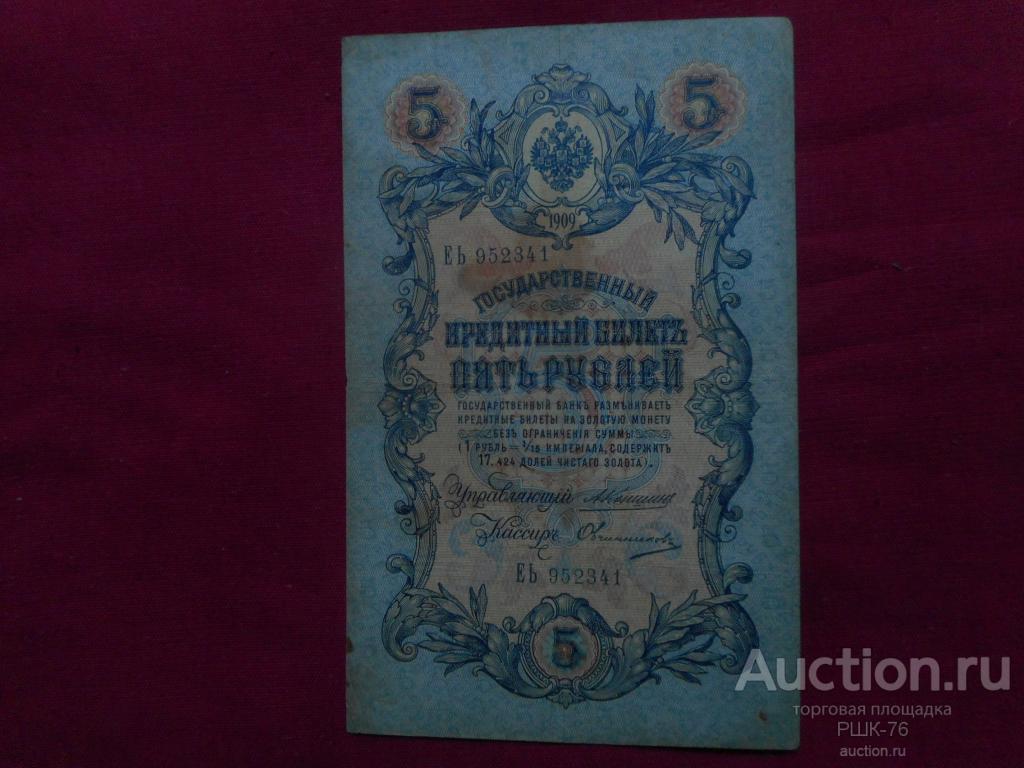 5 5
1909
ЕЬ 952341
ГОСУДАРСТВЕННЫЙ
КРЕДИТНЫЙ БИЛЕТЪ
ПЯТЬ РУБЛЕЙ
ГОСУДАРСТВЕННЫЙ БАНКЪ РАЗМѢНИВАЕТЪ
КРЕДИТНЫЕ БИЛЕТЫ НА ЗОЛОТУЮ МОНЕТУ
БЕЗЪ ОГРАНИЧЕНІЯ СУММЫ
(1 РУБЛЬ = 1/15 ИМПЕРІАЛА, СОДЕРЖИТЪ
17, 424 ДОЛЕЙ ЧИСТАГО ЗОЛОТА).
Управляющій
Кассиръ Овчинниковъ
ЕЬ 952341
5
Auction.ru
торговая площадка
РШК-76
auction.ru